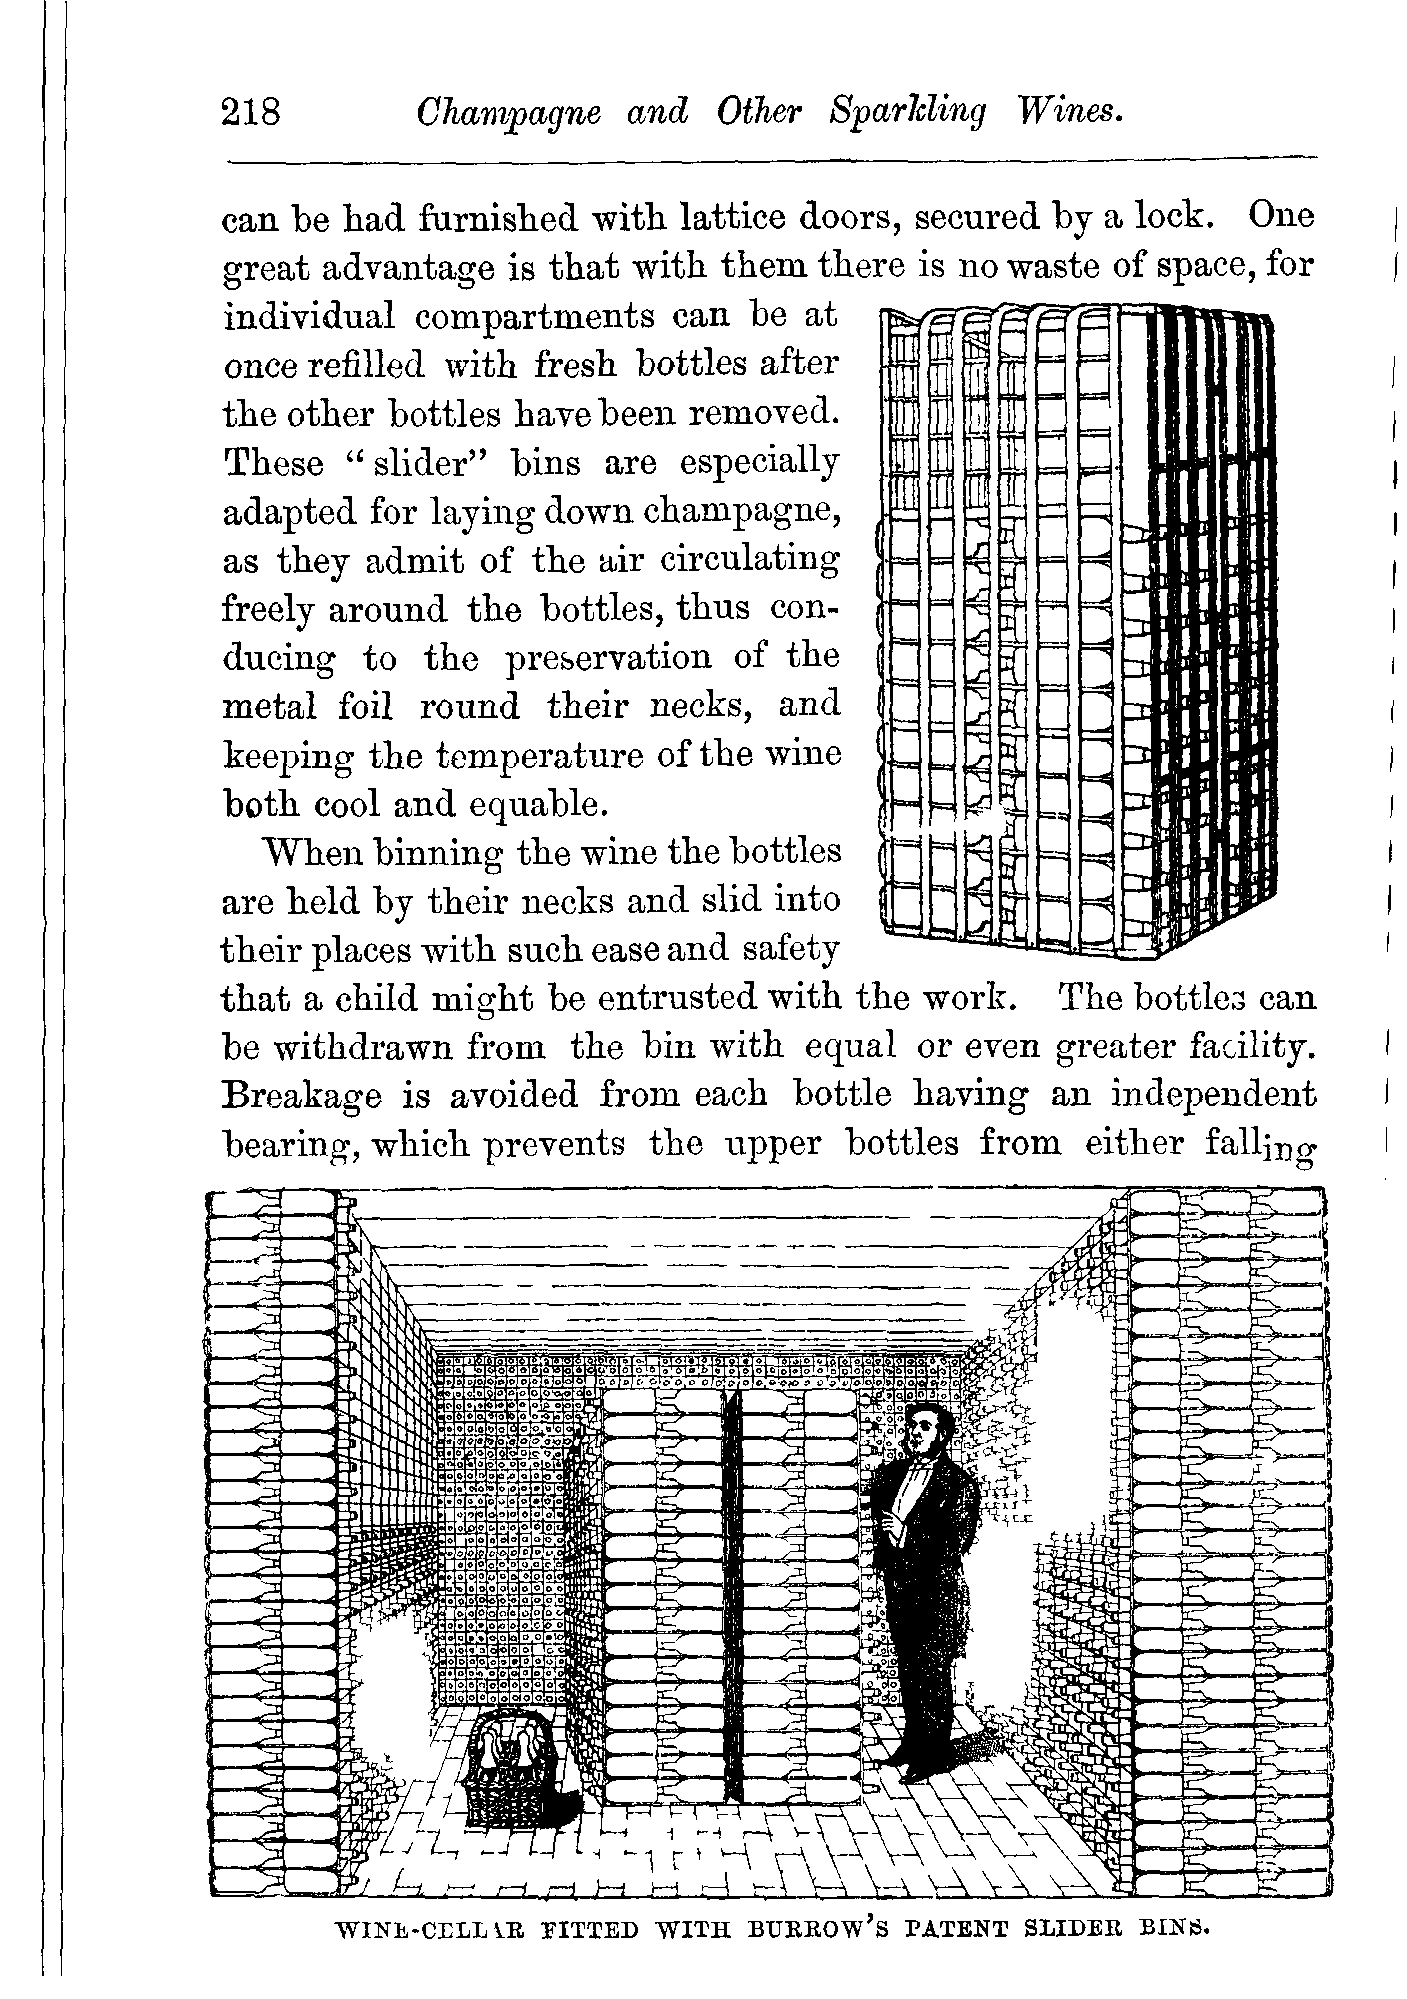 218 Champagne and Other Sparkling Wines.
can be had furnished with lattice doors, secured by a lock. One
great advantage is that with them there is no waste of space, for
individual compartments can be at
once refilled with fresh bottles after
the other bottles have been removed.
These “slider” bins are especially
adapted for laying down champagne,
as they admit of the air circulating
freely around the bottles, thus con-
ducing to the preservation of the
metal foil round their necks, and
keeping the temperature of the wine
both cool and equable.
When binning the wine the bottles
are held by their necks and slid into
their places with such ease and safety
that a child might be entrusted with the work. The bottles can
be withdrawn from the bin with equal or even greater facility.
Breakage is avoided from each bottle having an independent
bearing, which prevents the upper bottles from either falling
WINE-CELLAR FITTED WITH BURROW'S PATENT SLIDER BINS.